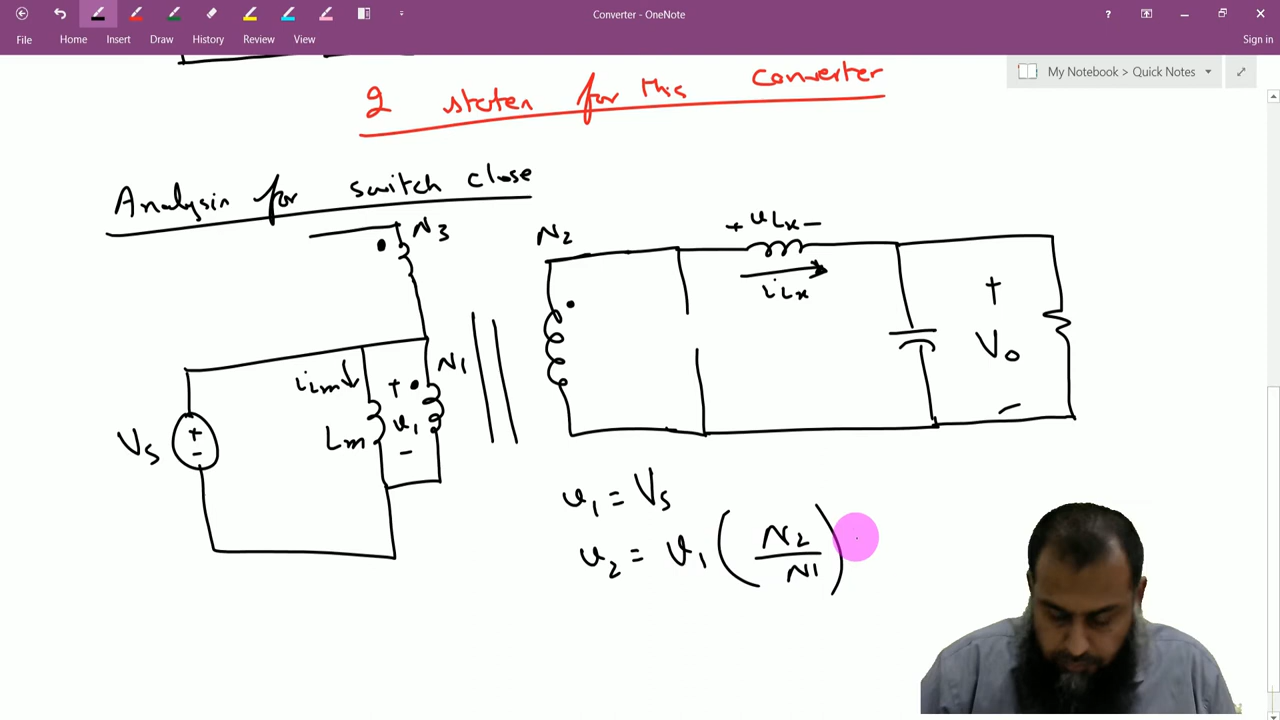 Converter - OneNote
?
Sign in
File Home Insert Draw History Review View
My Notebook > Quick Notes
2 states for this converter
Analysis for switch close
N3
N2
+ vLx -
iLx
N1
iLm
+
v1
-
Lm
Vs
+
-
+
Vo
-
v1 = Vs
v2 = v1 (N2/N1)